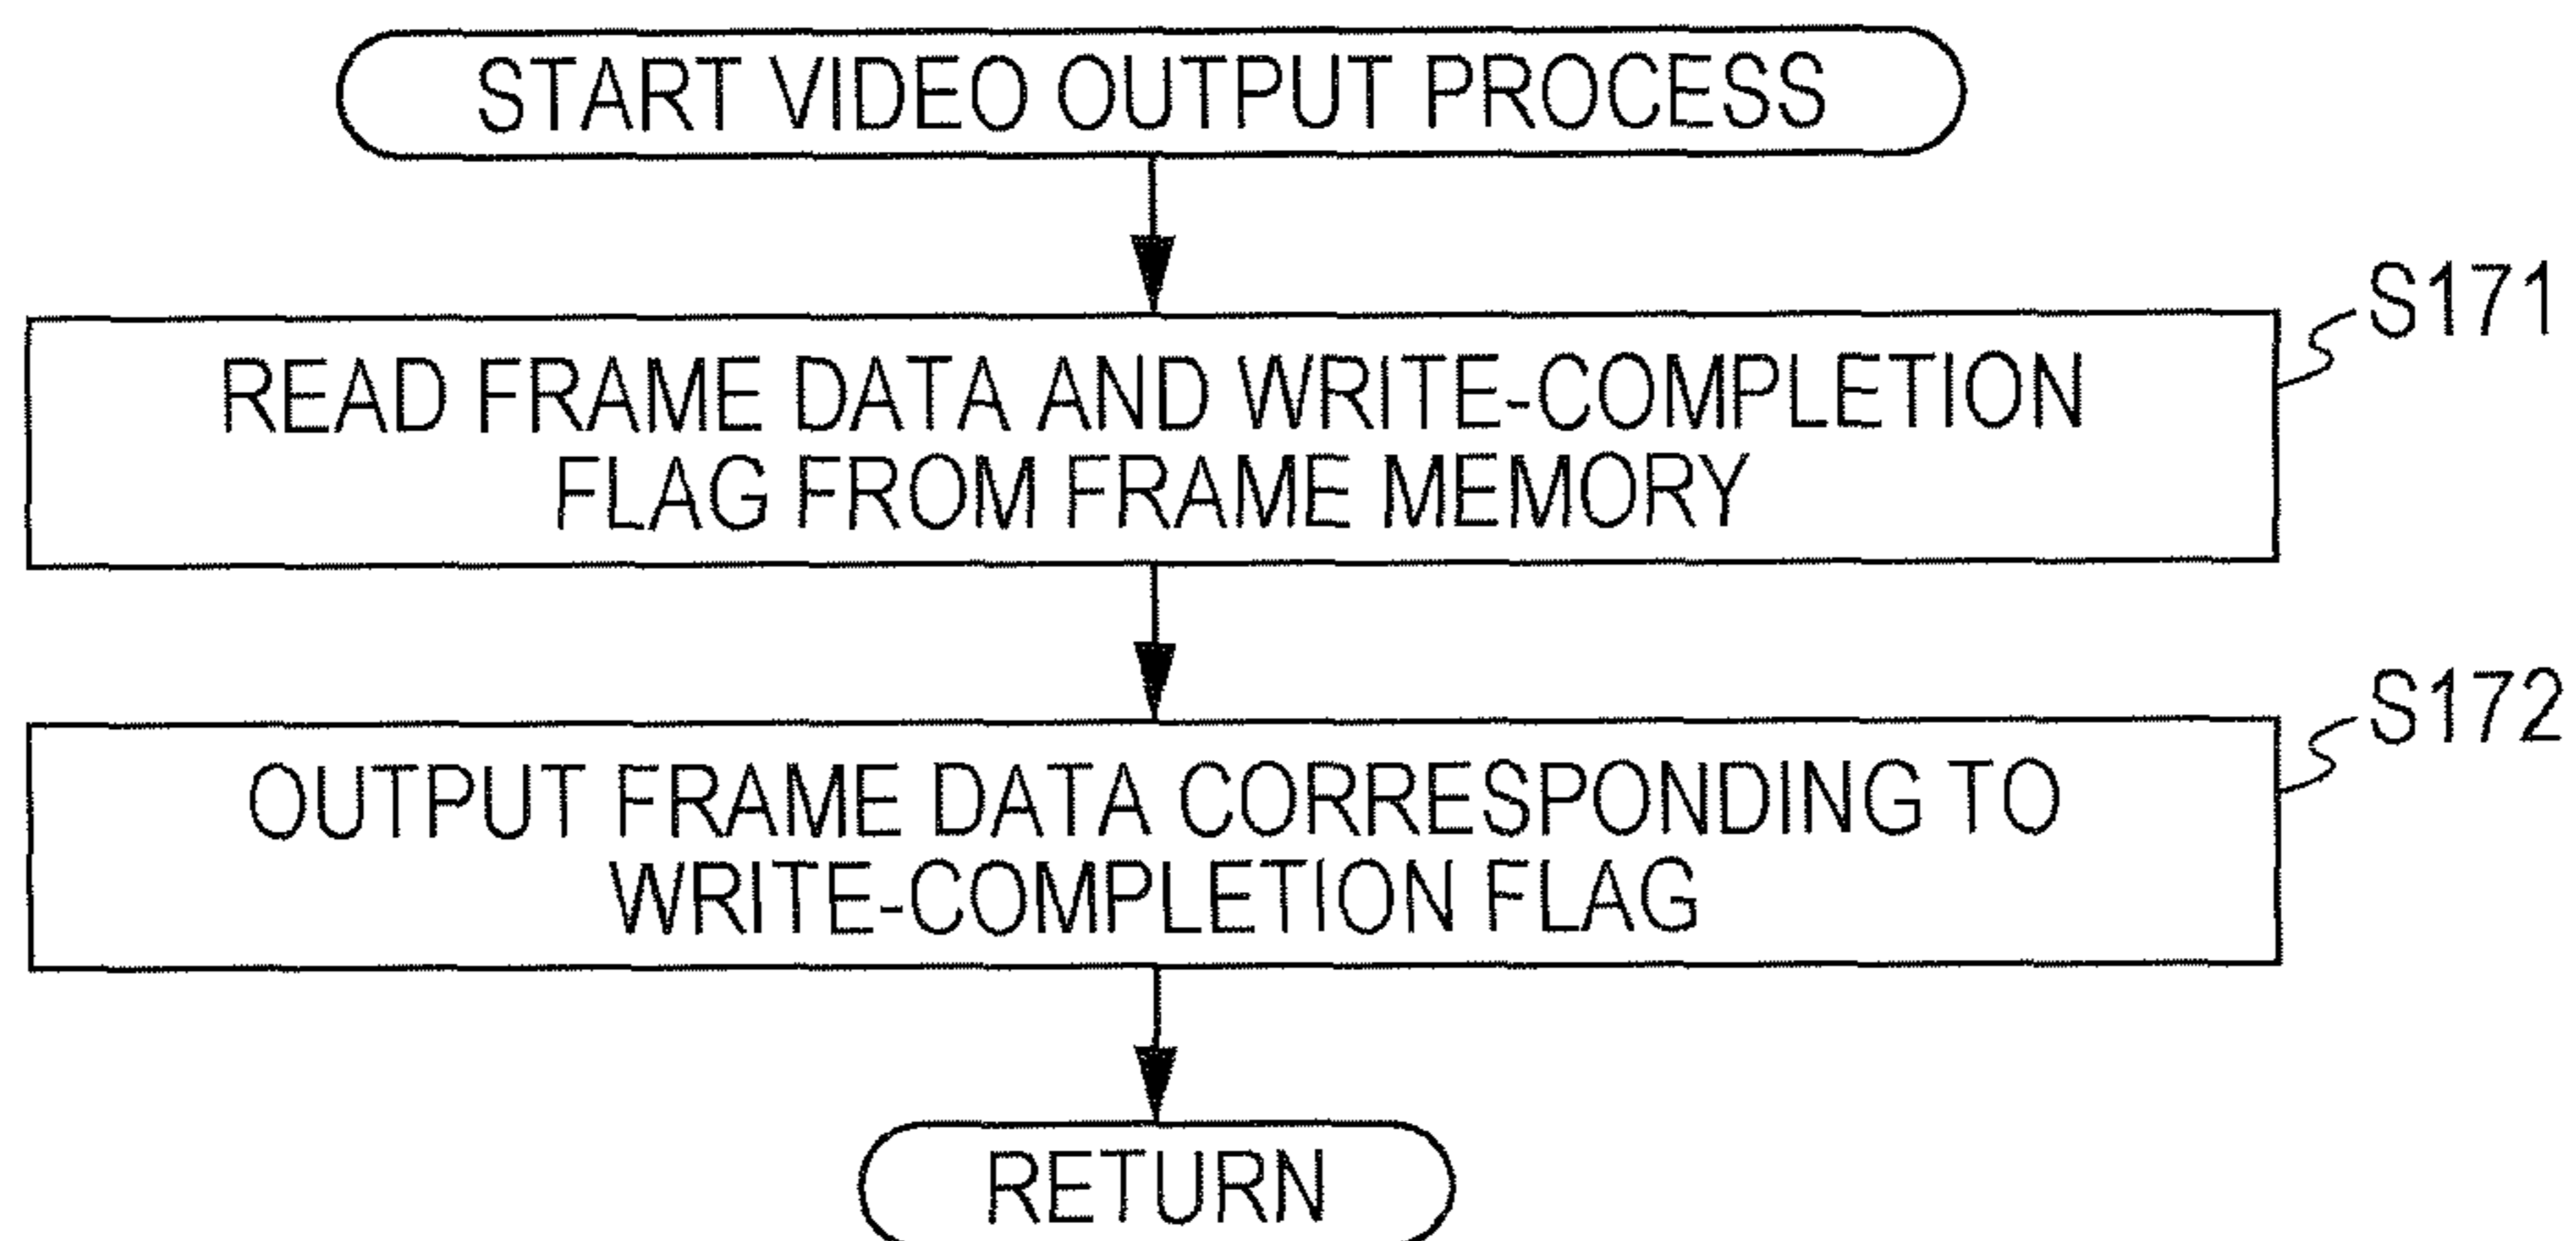 START VIDEO OUTPUT PROCESS
S171
READ FRAME DATA AND WRITE-COMPLETION
FLAG FROM FRAME MEMORY
S172
OUTPUT FRAME DATA CORRESPONDING TO
WRITE-COMPLETION FLAG
RETURN